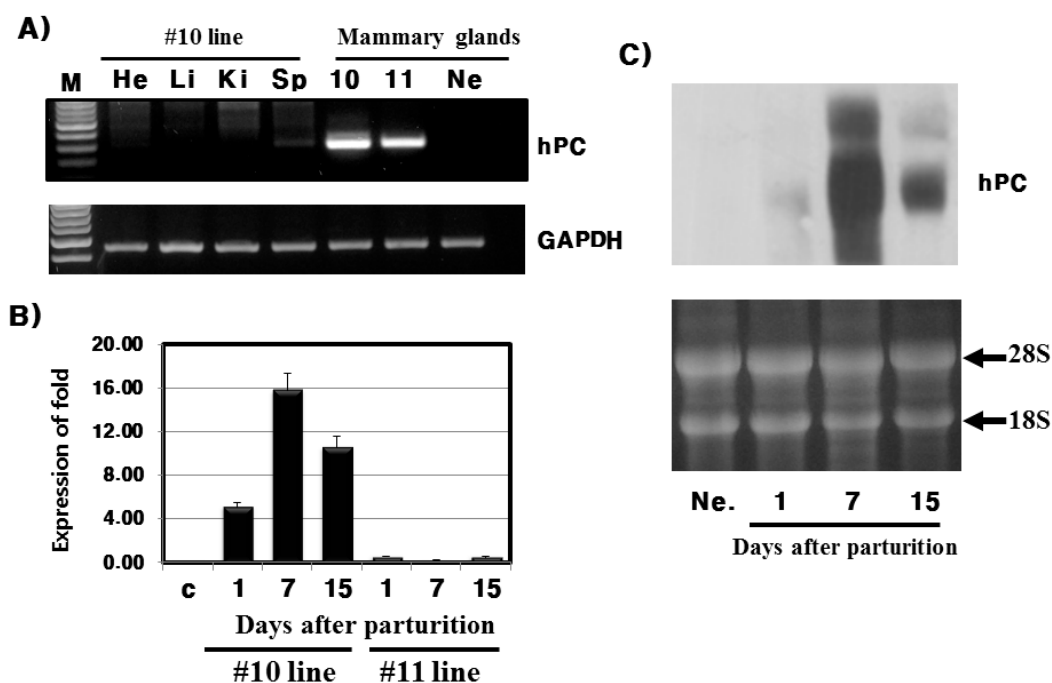 A)
#10 line
Mammary glands
M He Li Ki Sp 10 11 Ne
hPC
GAPDH
B)
Expression of fold
20.00
16.00
12.00
8.00
4.00
0.00
c 1 7 15 1 7 15
Days after parturition
#10 line #11 line
C)
hPC
28S
18S
Ne. 1 7 15
Days after parturition